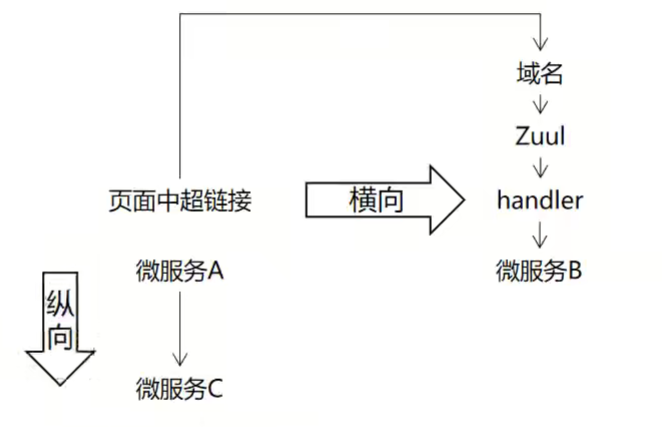 域名
Zuul
页面中超链接
横向
handler
微服务A
微服务B
纵
向
微服务C